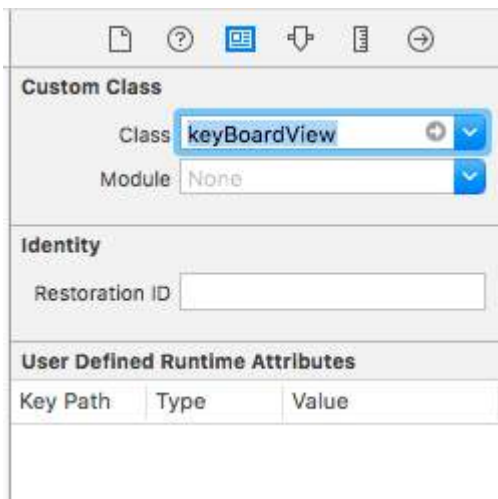 Custom Class
Class keyBoardView
Module None
Identity
Restoration ID
User Defined Runtime Attributes
Key Path Type Value